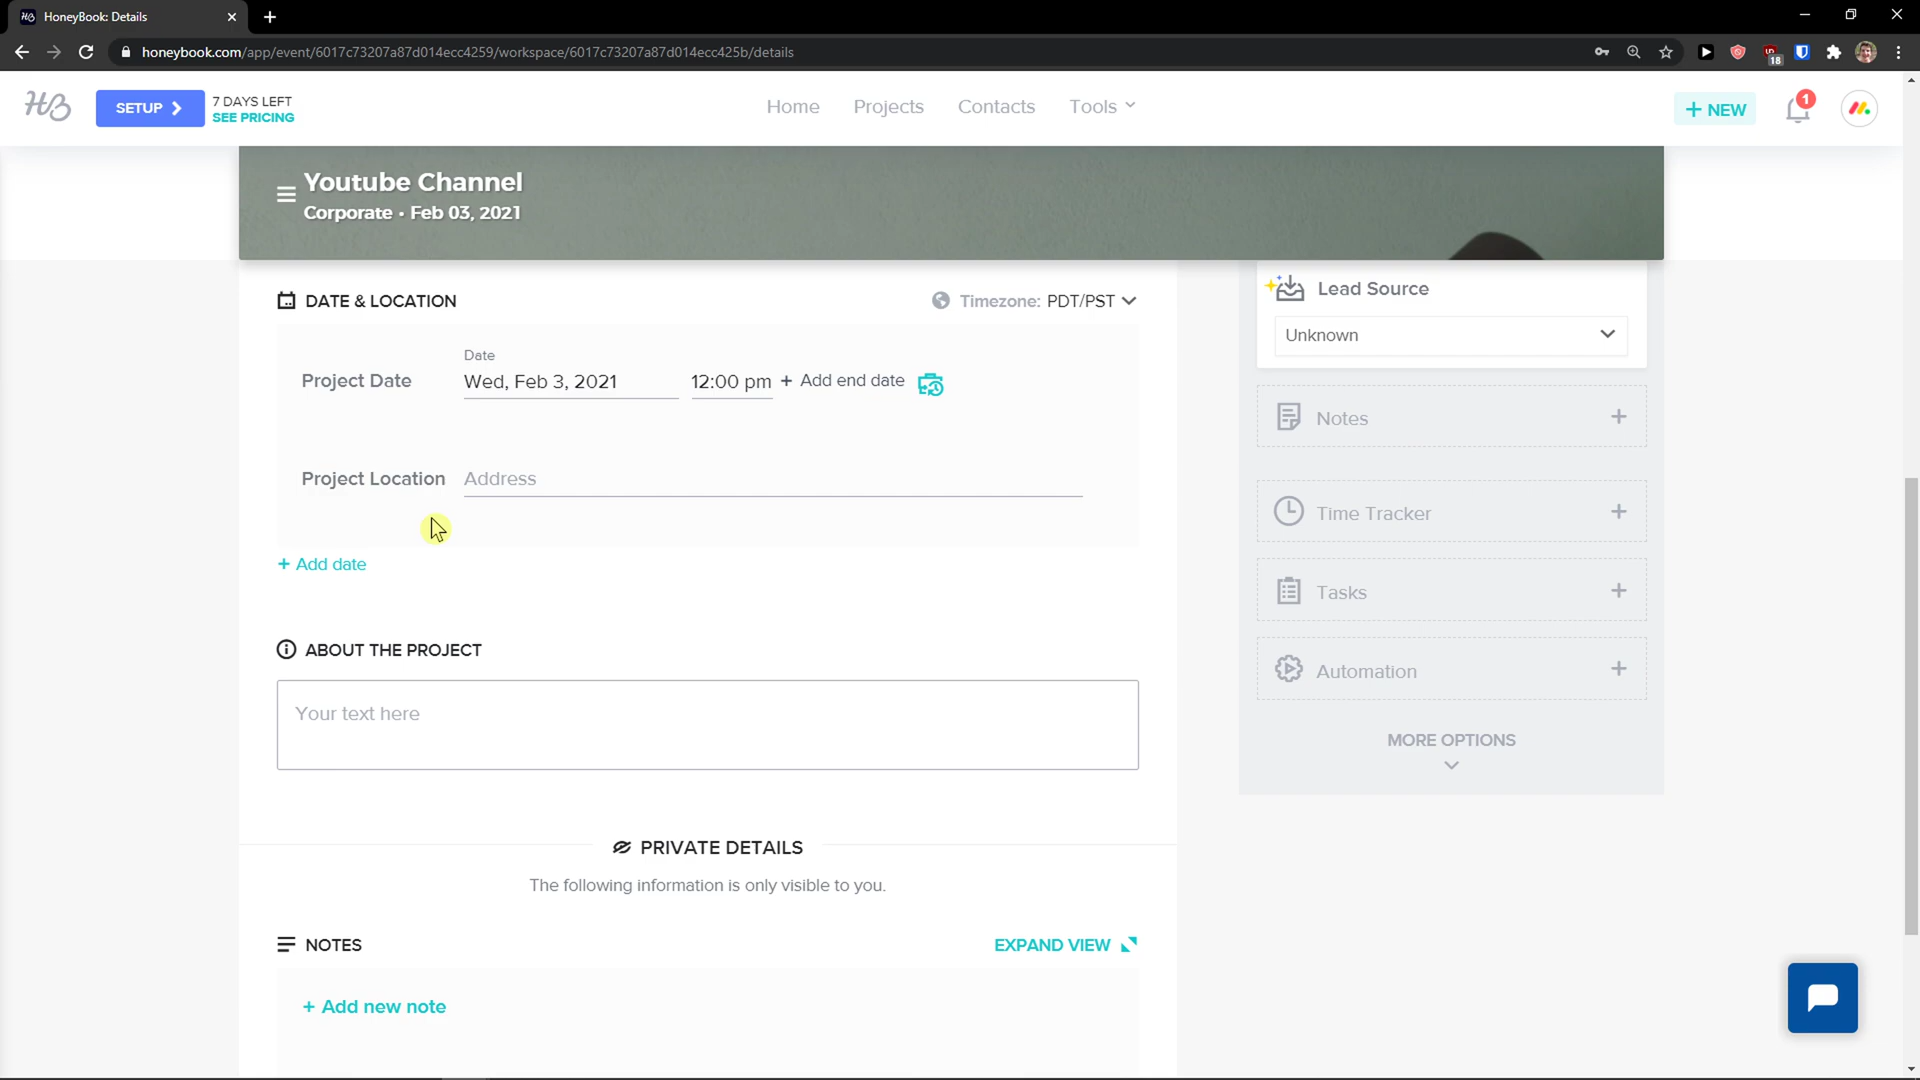 HoneyBook: Details
honeybook.com/app/event/6017c73207a87d014ecc4259/workspace/6017c73207a87d014ecc425b/details
18
HB
SETUP
7 DAYS LEFT
SEE PRICING
Home
Projects
Contacts
Tools
+ NEW
1
Youtube Channel
Corporate • Feb 03, 2021
DATE & LOCATION
Timezone: PDT/PST
Date
Project Date
Wed, Feb 3, 2021
12:00 pm
+ Add end date
Project Location
Address
+ Add date
ABOUT THE PROJECT
Your text here
PRIVATE DETAILS
The following information is only visible to you.
NOTES
EXPAND VIEW
+ Add new note
Lead Source
Unknown
Notes +
Time Tracker +
Tasks +
Automation +
MORE OPTIONS